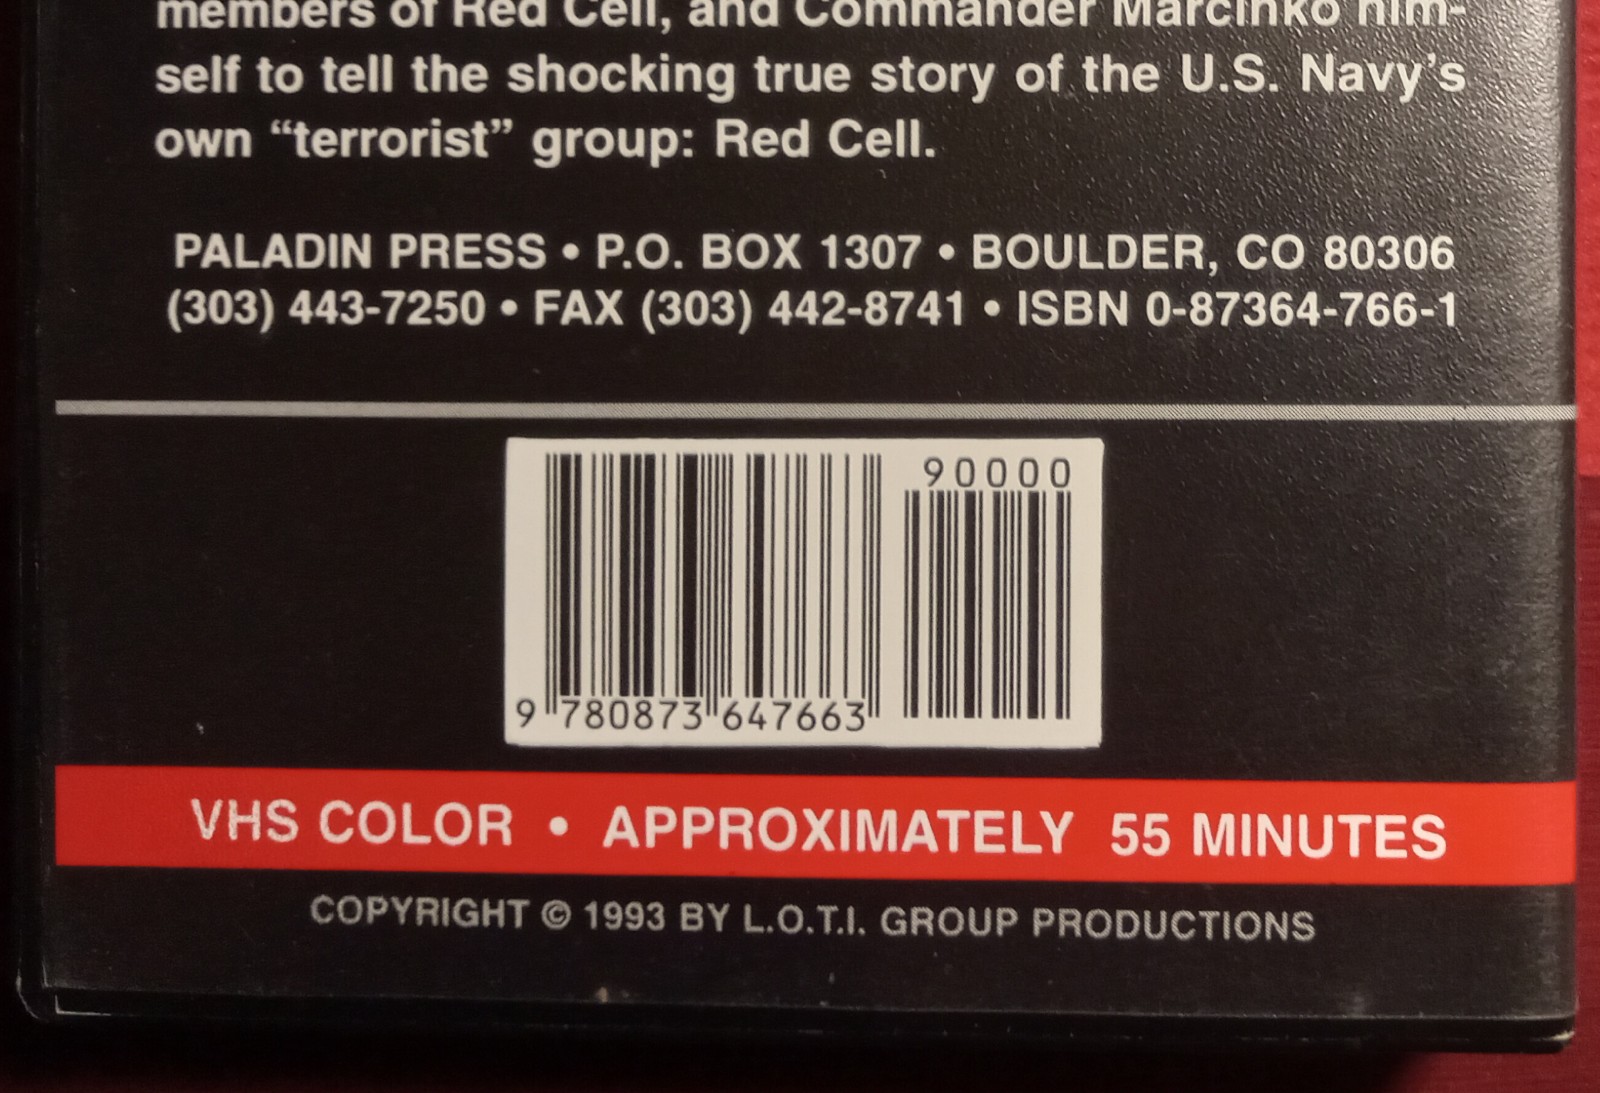 members of Red Cell, and Commander Marcinko him-
self to tell the shocking true story of the U.S. Navy's
own “terrorist” group: Red Cell.
PALADIN PRESS • P.O. BOX 1307 • BOULDER, CO 80306
(303) 443-7250 • FAX (303) 442-8741 • ISBN 0-87364-766-1
90000
9 780873 647663
VHS COLOR • APPROXIMATELY 55 MINUTES
COPYRIGHT © 1993 BY L.O.T.I. GROUP PRODUCTIONS